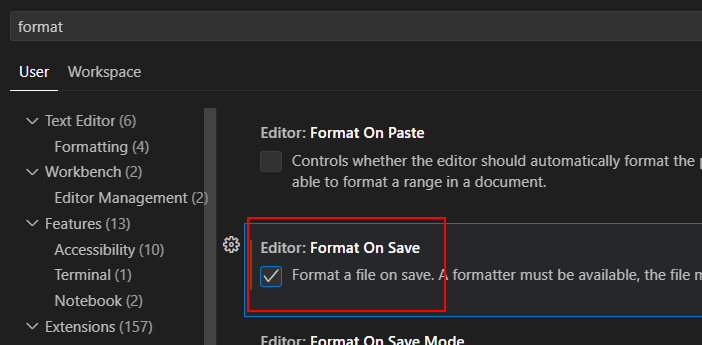 format
User
Workspace
Text Editor (6)
Formatting (4)
Workbench (2)
Editor Management (2)
Features (13)
Accessibility (10)
Terminal (1)
Notebook (2)
Extensions (157)
Editor: Format On Paste
Controls whether the editor should automatically format the
able to format a range in a document.
Editor: Format On Save
Format a file on save. A formatter must be available, the file
Editor: Format On Save Mode